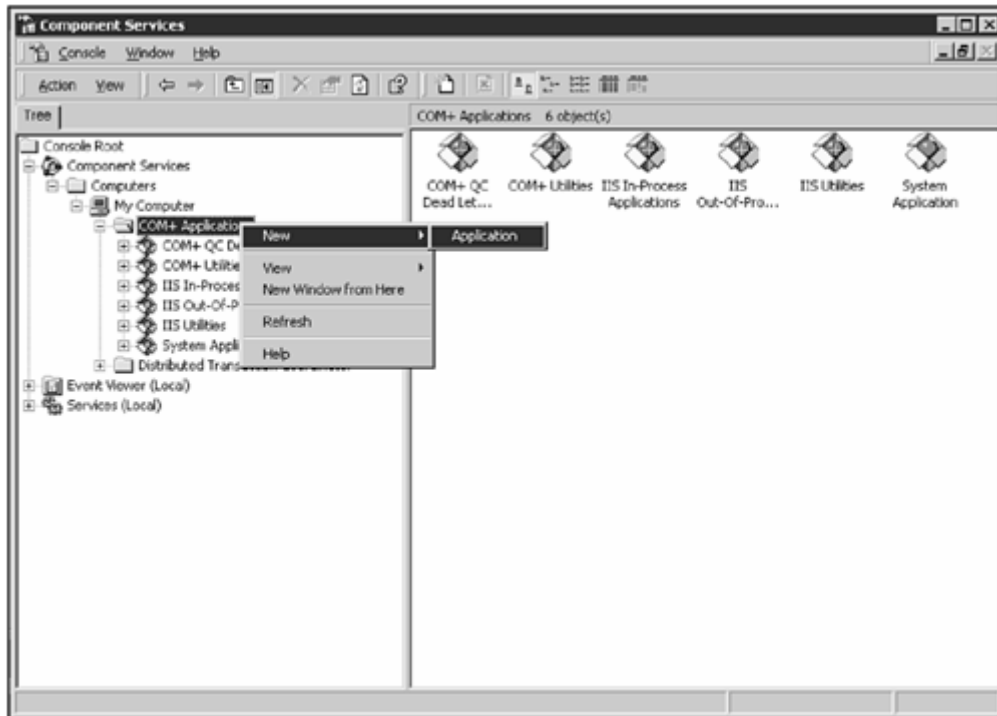 Component Services
Console Window Help
Action View
Tree
COM+ Applications 6 object(s)
Console Root
Component Services
Computers
My Computer
COM+ Application
COM+ QC De
COM+ Utilitie
IIS In-Proces
IIS Out-Of-P
IIS Utilities
System Appli
Distributed Trans
Event Viewer (Local)
Services (Local)
New
Application
View
New Window from Here
Refresh
Help
COM+ QC
Dead Let...
COM+ Utilities
IIS In-Process
Applications
IIS
Out-Of-Pro...
IIS Utilities
System
Application